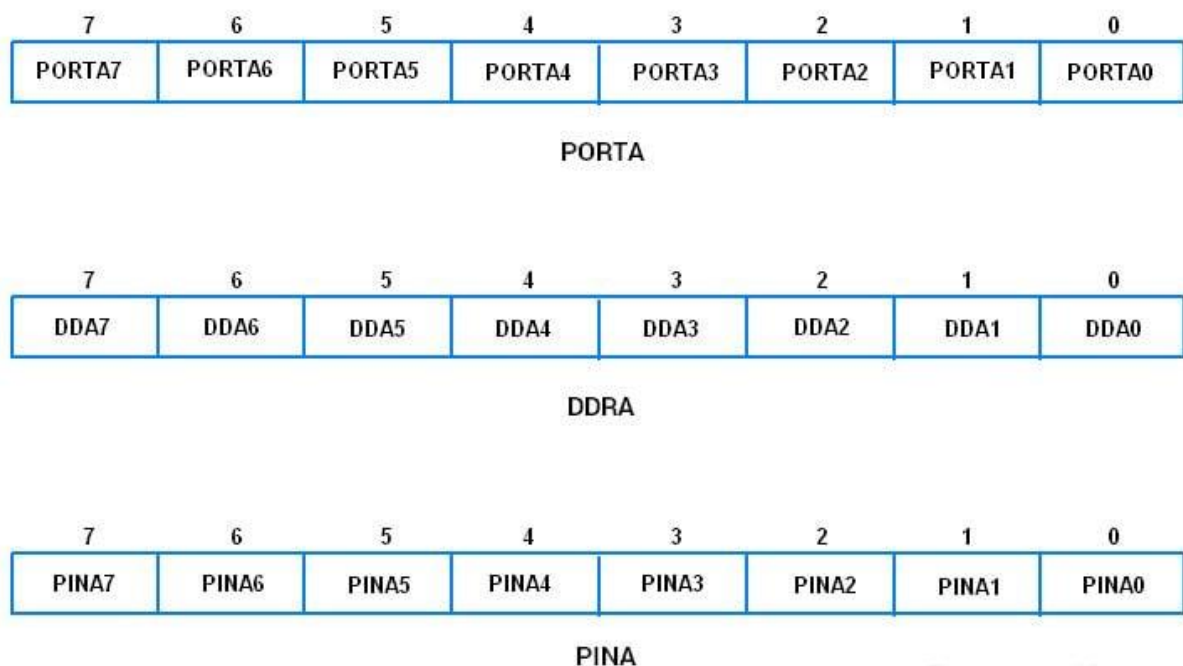 7 6 5 4 3 2 1 0
PORTA7 PORTA6 PORTA5 PORTA4 PORTA3 PORTA2 PORTA1 PORTA0
PORTA
7 6 5 4 3 2 1 0
DDA7 DDA6 DDA5 DDA4 DDA3 DDA2 DDA1 DDA0
DDRA
7 6 5 4 3 2 1 0
PINA7 PINA6 PINA5 PINA4 PINA3 PINA2 PINA1 PINA0
PINA